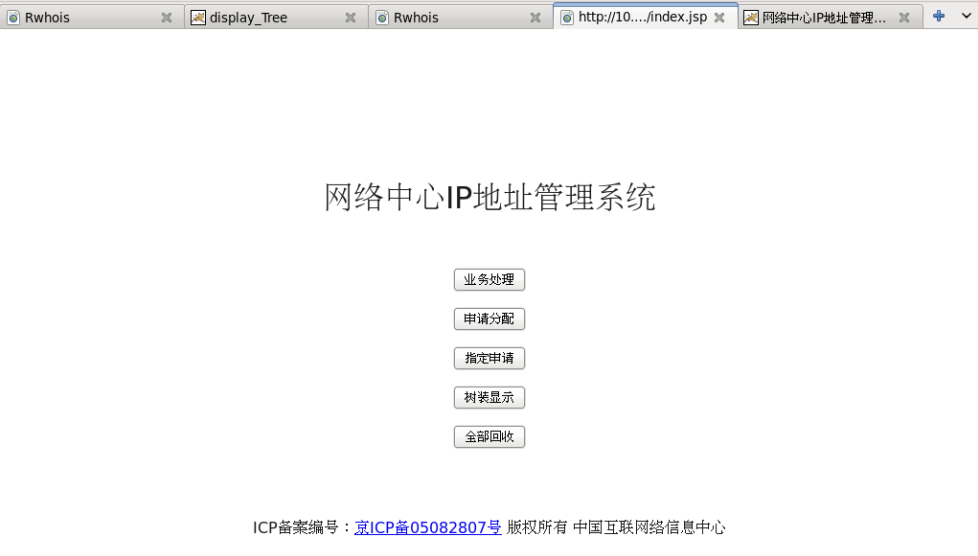 Rwhois display_Tree Rwhois http://10..../index.jsp 网络中心IP地址管理...
网络中心IP地址管理系统
业务处理
申请分配
指定申请
树装显示
全部回收
ICP备案编号：京ICP备05082807号 版权所有 中国互联网络信息中心